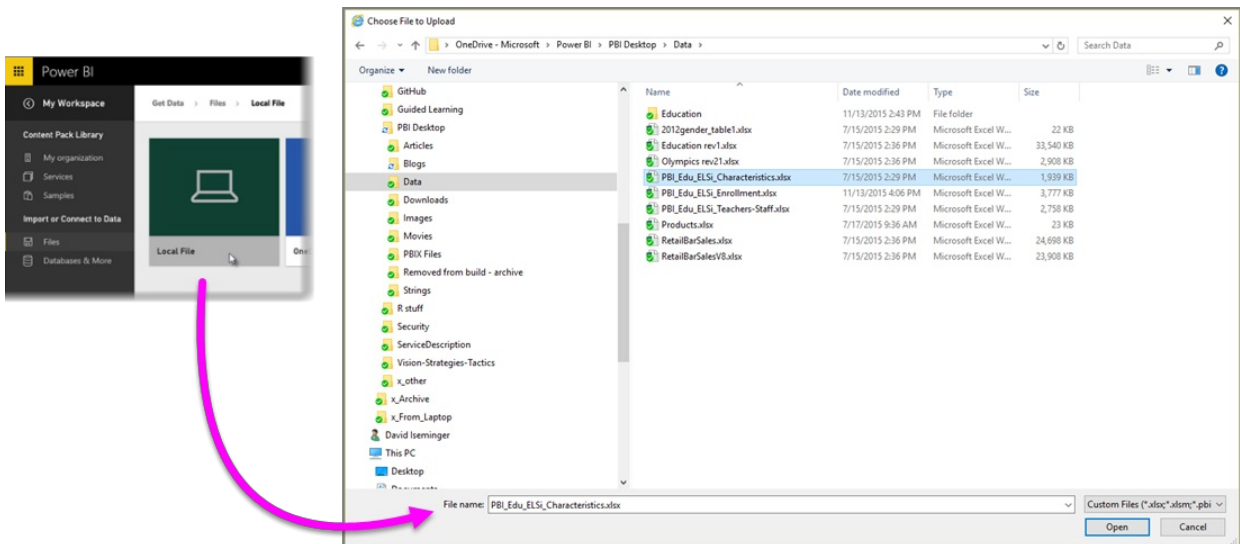 Power BI
My Workspace
Get Data > Files > Local File
Content Pack Library
My organization
Services
Samples
Import or Connect to Data
Files
Databases & More
Local File
One
Choose File to Upload
OneDrive - Microsoft > Power BI > PBI Desktop > Data >
Search Data
Organize
New folder
GitHub
Guided Learning
PBI Desktop
Articles
Blogs
Data
Downloads
Images
Movies
PBIX Files
Removed from build - archive
Strings
R stuff
Security
ServiceDescription
Vision-Strategies-Tactics
x_other
x_Archive
x_From_Laptop
David Iseminger
This PC
Desktop
Name Date modified Type Size
Education 11/13/2015 2:43 PM File folder
2012gender_table1.xlsx 7/15/2015 2:29 PM Microsoft Excel W... 22 KB
Education rev1.xlsx 7/15/2015 2:36 PM Microsoft Excel W... 33,540 KB
Olympics rev21.xlsx 7/15/2015 2:36 PM Microsoft Excel W... 2,908 KB
PBI_Edu_ELSi_Characteristics.xlsx 7/15/2015 2:29 PM Microsoft Excel W... 1,939 KB
PBI_Edu_ELSi_Enrollment.xlsx 11/13/2015 4:06 PM Microsoft Excel W... 3,777 KB
PBI_Edu_ELSi_Teachers-Staff.xlsx 7/15/2015 2:29 PM Microsoft Excel W... 2,758 KB
Products.xlsx 7/17/2015 9:36 AM Microsoft Excel W... 23 KB
RetailBarSales.xlsx 7/15/2015 2:36 PM Microsoft Excel W... 24,698 KB
RetailBarSalesV8.xlsx 7/15/2015 2:36 PM Microsoft Excel W... 23,908 KB
File name: PBI_Edu_ELSi_Characteristics.xlsx
Custom Files (*.xlsx;*.xlsm;*.pbi
Open
Cancel